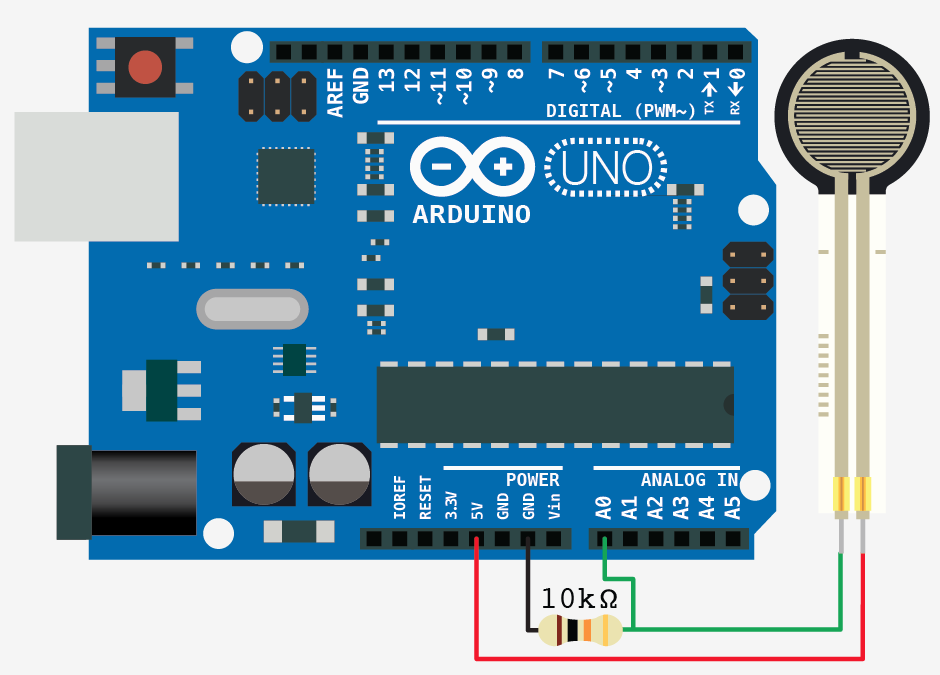 AREF
GND
13
12
~11
~10
~9
8
7
~6
~5
4
~3
2
TX→1
RX←0
DIGITAL (PWM~)
UNO
ARDUINO
POWER
ANALOG IN
IOREF
RESET
3.3V
5V
GND
GND
Vin
A0
A1
A2
A3
A4
A5
10kΩ